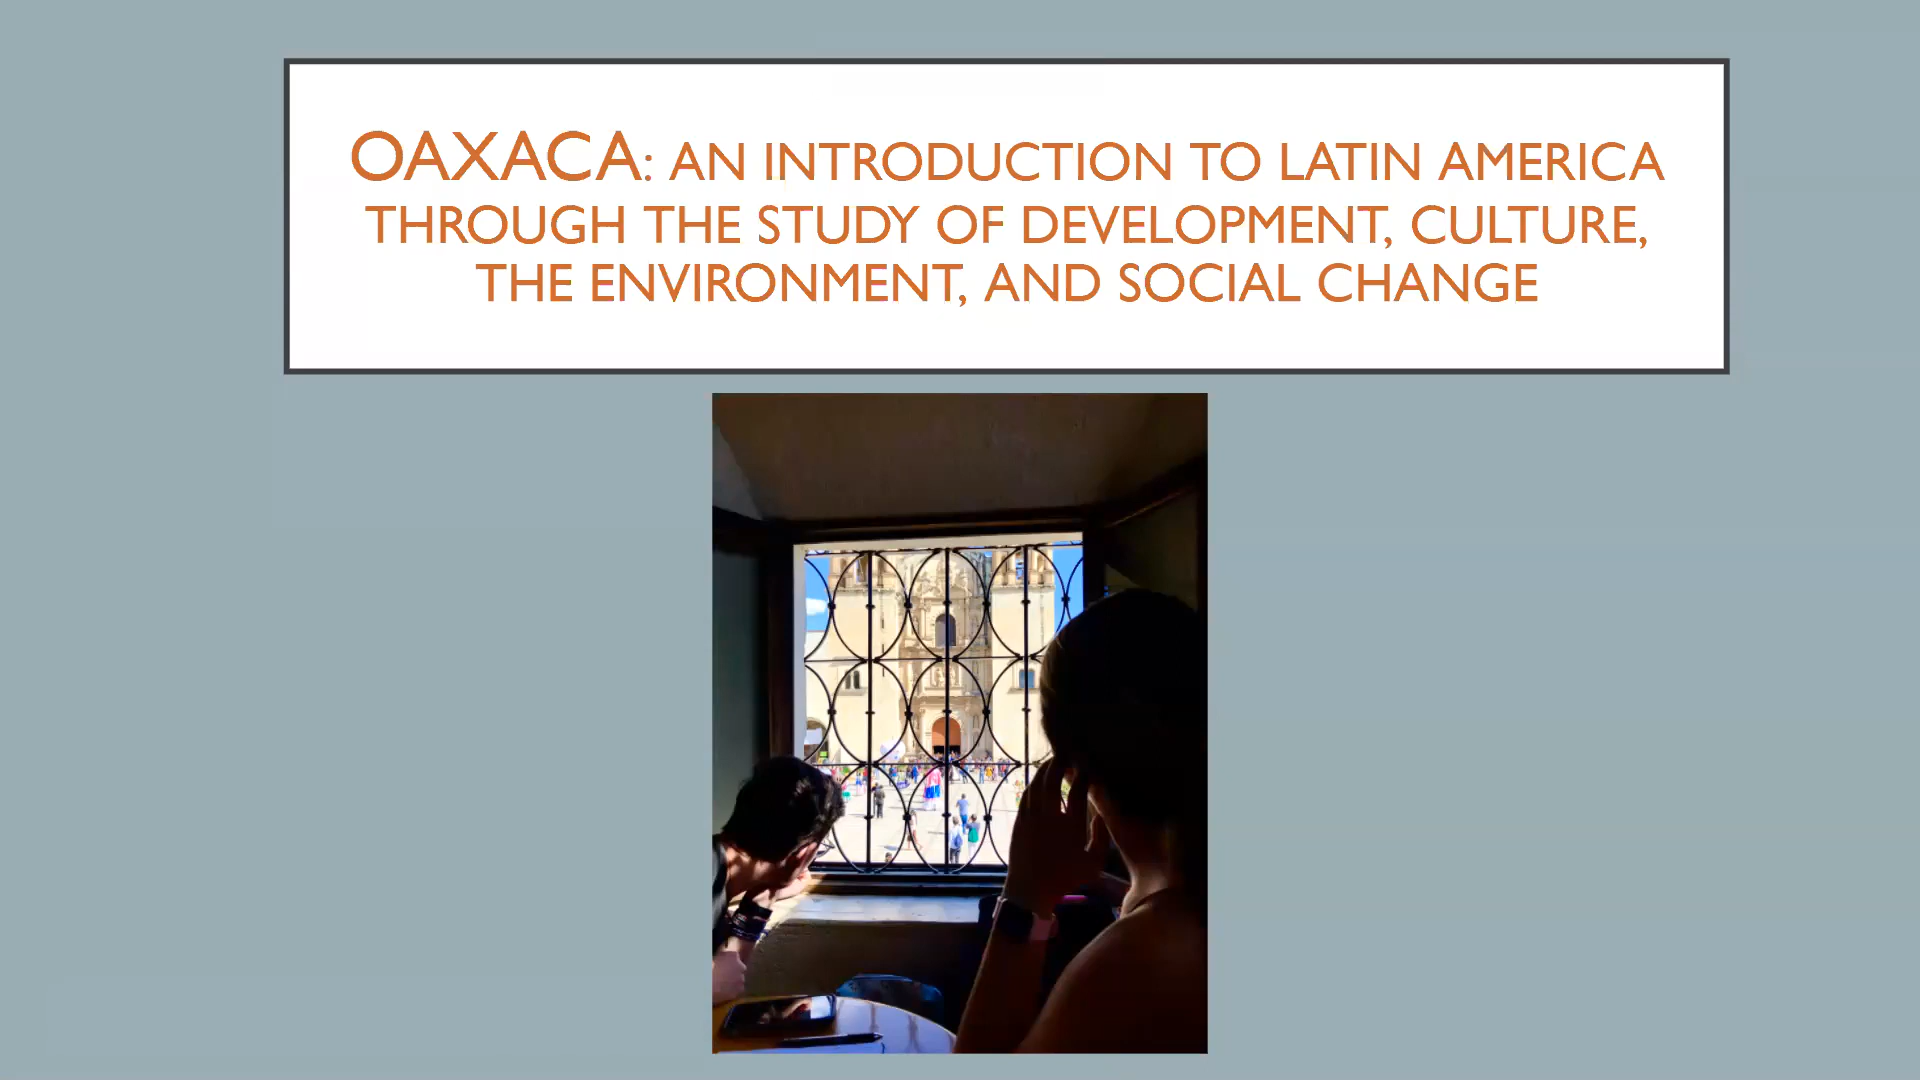 OAXACA: AN INTRODUCTION TO LATIN AMERICA
THROUGH THE STUDY OF DEVELOPMENT, CULTURE,
THE ENVIRONMENT, AND SOCIAL CHANGE